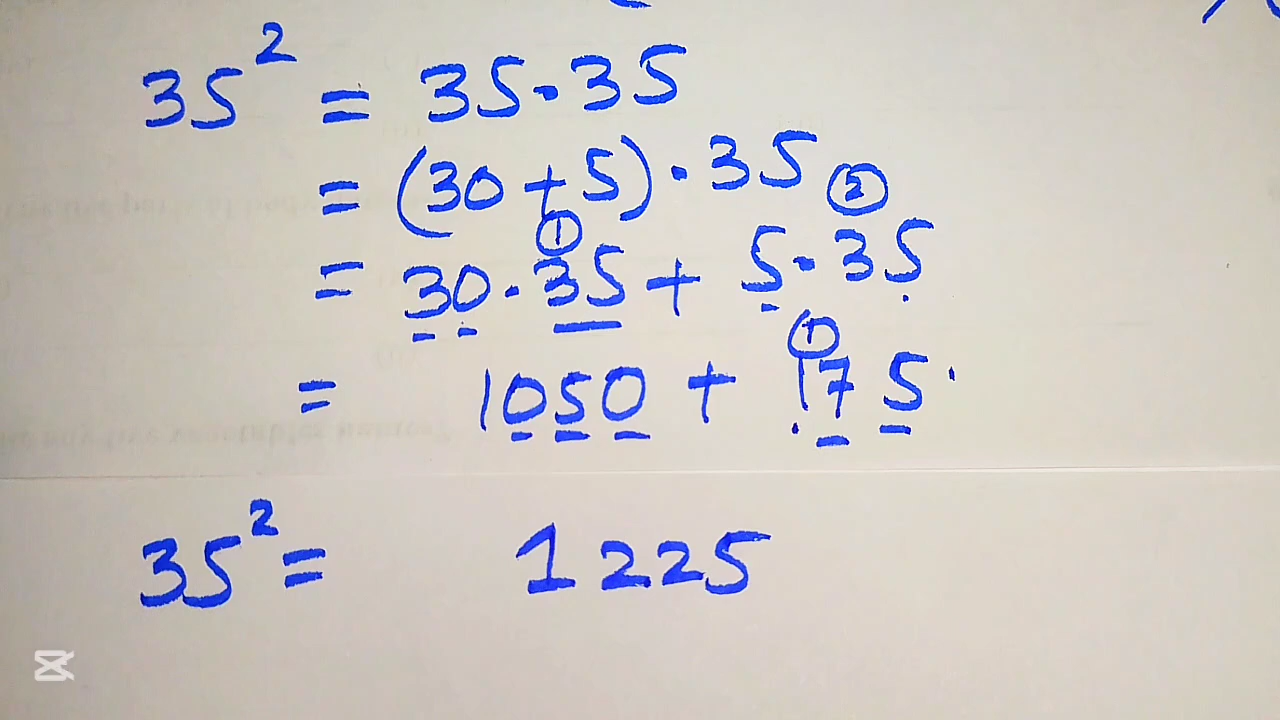 35² = 35·35
= (30+5)·35 ②
①
= 30·35 + 5·35
①
= 1050 + 175
35² = 1225